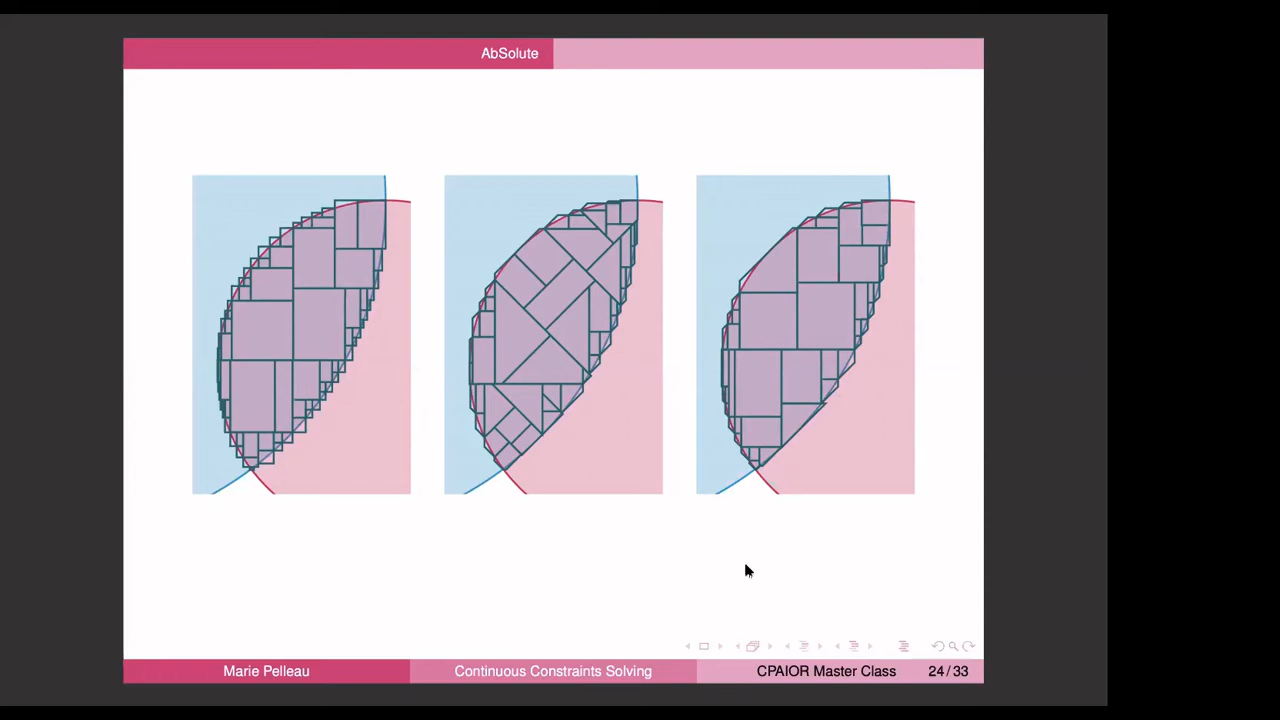 AbSolute
Marie Pelleau
Continuous Constraints Solving
CPAIOR Master Class
24 / 33